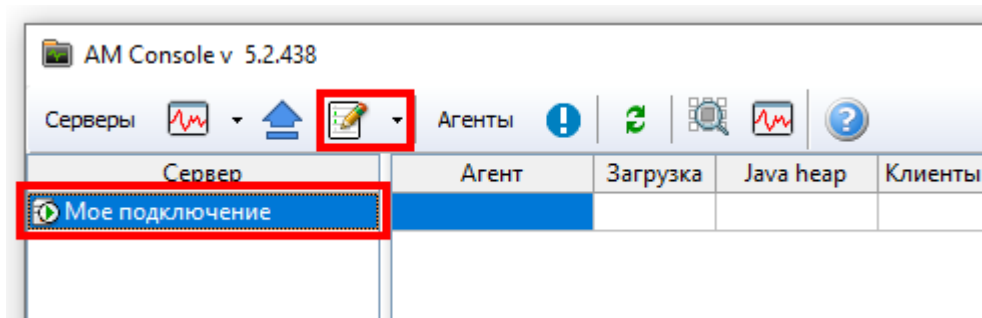 AM Console v 5.2.438
Серверы Агенты
Сервер Агент Загрузка Java heap Клиенты
Мое подключение